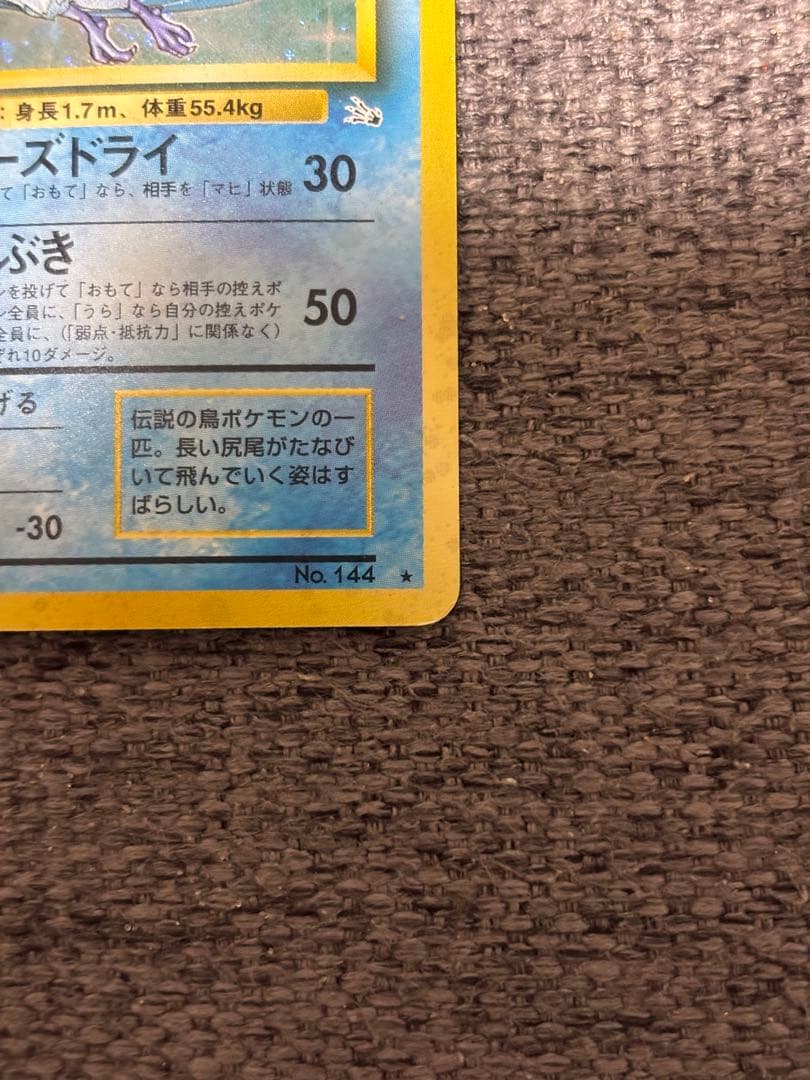 : 身長1.7m、体重55.4kg
ーズドライ 30
て「おもて」なら、相手を「マヒ」状態
ぶき
ンを投げて「おもて」なら相手の控えポ
ン全員に、「うら」なら自分の控えポケ
全員に、(「弱点・抵抗力」に関係なく)
ぞれ10ダメージ。
50
げる
-30
伝説の鳥ポケモンの一
匹。長い尻尾がたなび
いて飛んでいく姿はす
ばらしい。
No. 144 ★